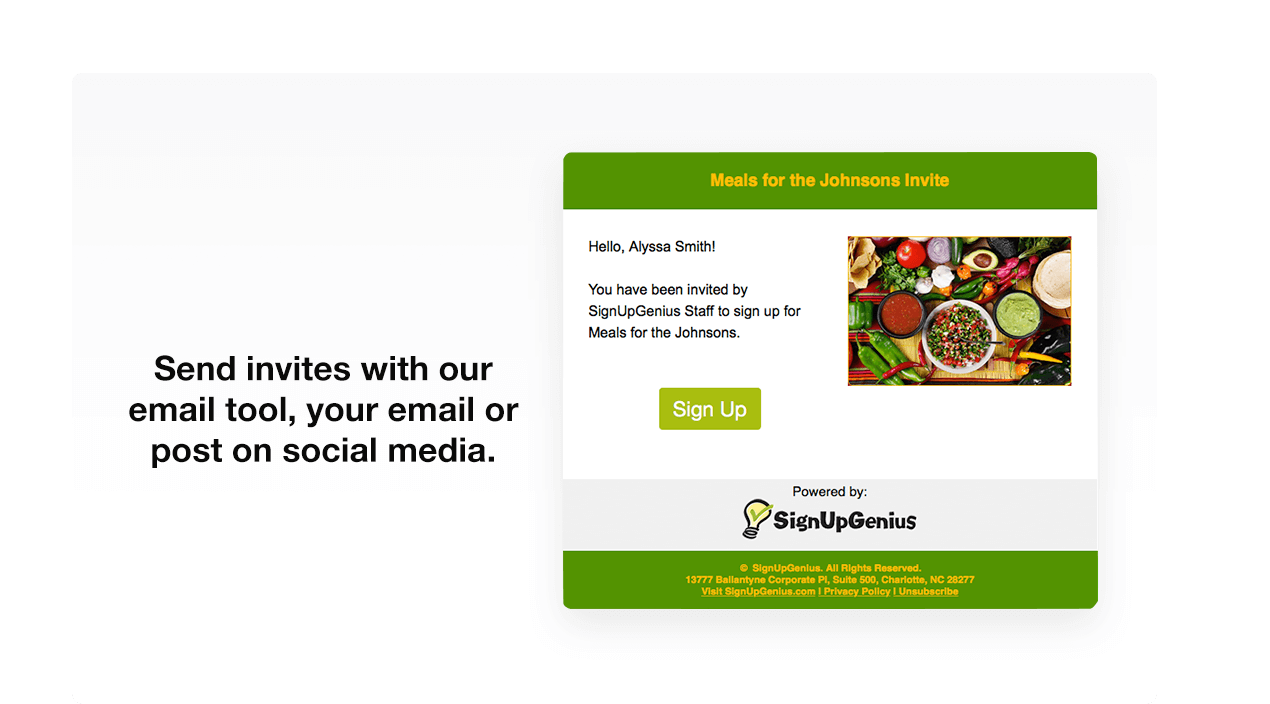 Send invites with our
email tool, your email or
post on social media.
Meals for the Johnsons Invite
Hello, Alyssa Smith!
You have been invited by
SignUpGenius Staff to sign up for
Meals for the Johnsons.
Sign Up
Powered by:
SignUpGenius
© SignUpGenius. All Rights Reserved.
13777 Ballantyne Corporate Pl, Suite 500, Charlotte, NC 28277
Visit SignUpGenius.com | Privacy Policy | Unsubscribe